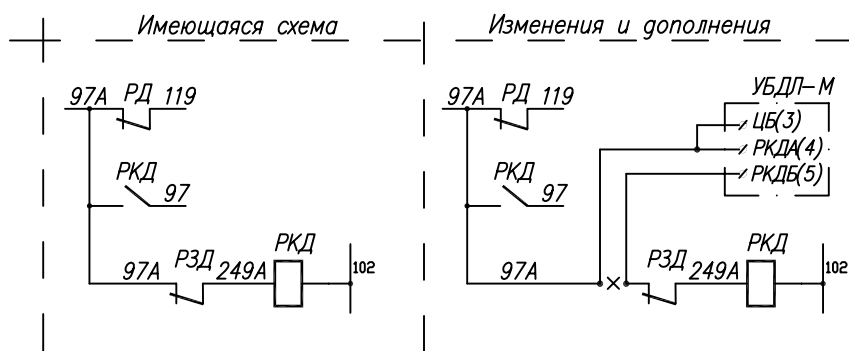 Имеющаяся схема
97А РД 119
РКД
97
97А РЗД 249А РКД 102
Изменения и дополнения
97А РД 119
РКД
97
97А РЗД 249А РКД 102
УБДЛ-М
ЦБ(3)
РКДА(4)
РКДБ(5)